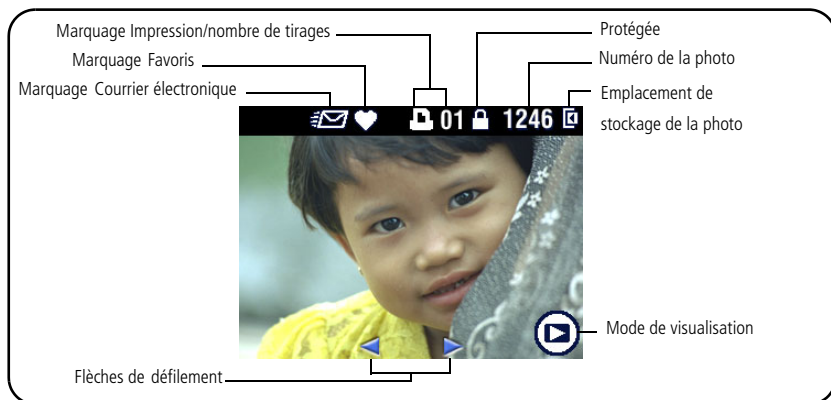 Marquage Impression/nombre de tirages
Protégée
Marquage Favoris
Numéro de la photo
Marquage Courrier électronique
Emplacement de
stockage de la photo
01 1246
Mode de visualisation
Flèches de défilement